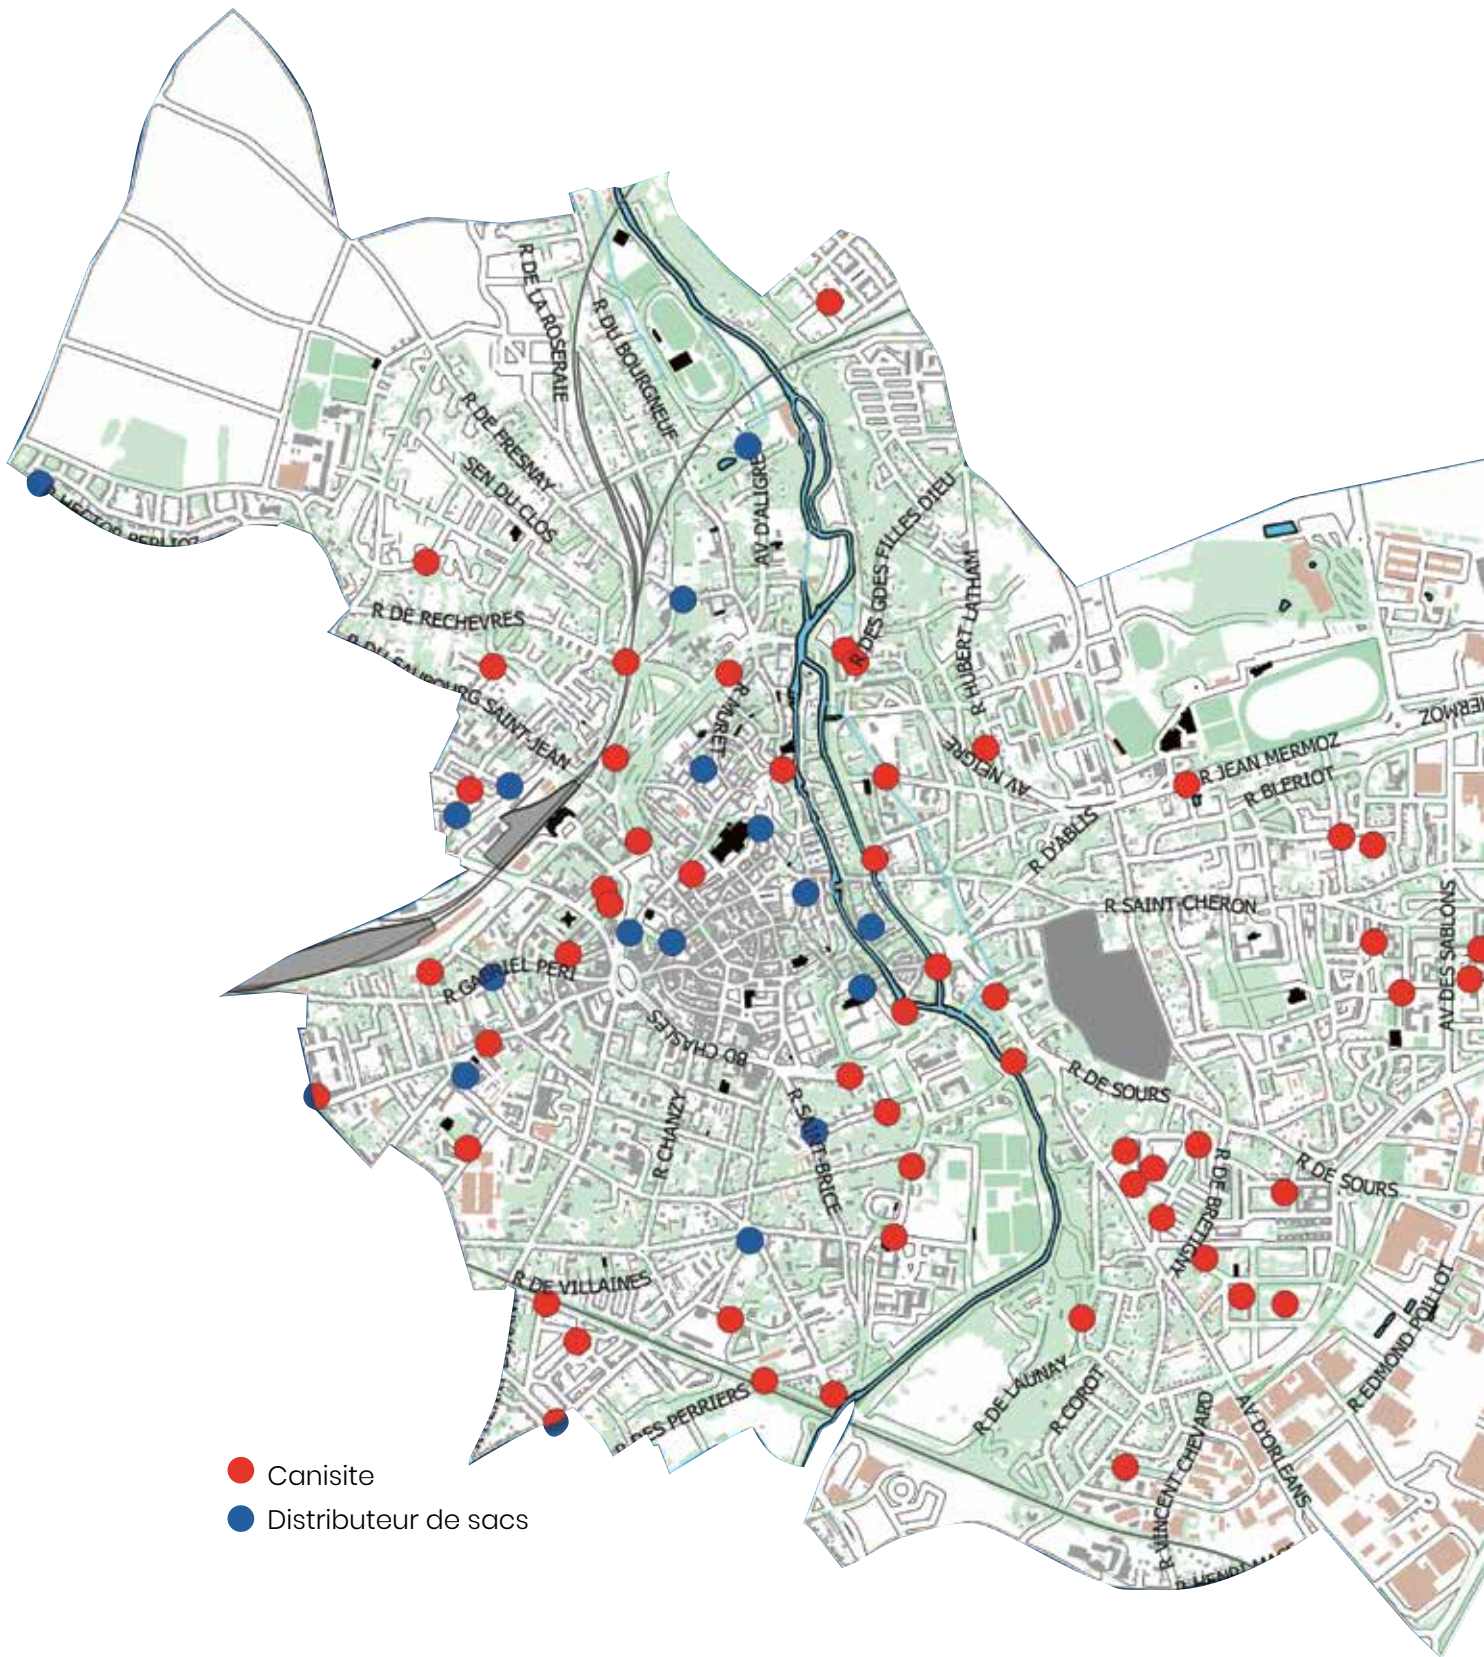 R DE LA ROSERAIE
R DU BOURGNEUF
R DE FRESNAY
SEN DU CLOS
AV D'ALIGRE
R DES GDES FILLES DIEU
R HECTOR BERLIOZ
R HUBERT LATHAM
R DE RECHEVRES
R DU FAUBOURG SAINT-JEAN
R MURET
AV NEIGRE
R JEAN MERMOZ
R BLERIOT
R D'ABLIS
R SAINT-CHERON
AV DES SABLONS
R GABRIEL PERI
BD CHASLES
R DE SOURS
R CHANZY
R SAINT-BRICE
R DE BRETIGNY
R DE SOURS
R DE VILLAINES
R EDMOND POILLOT
R DES PERRIERS
R DE LAUNAY
R COROT
R VINCENT CHEVARD
AV D'ORLEANS
Canisite
Distributeur de sacs